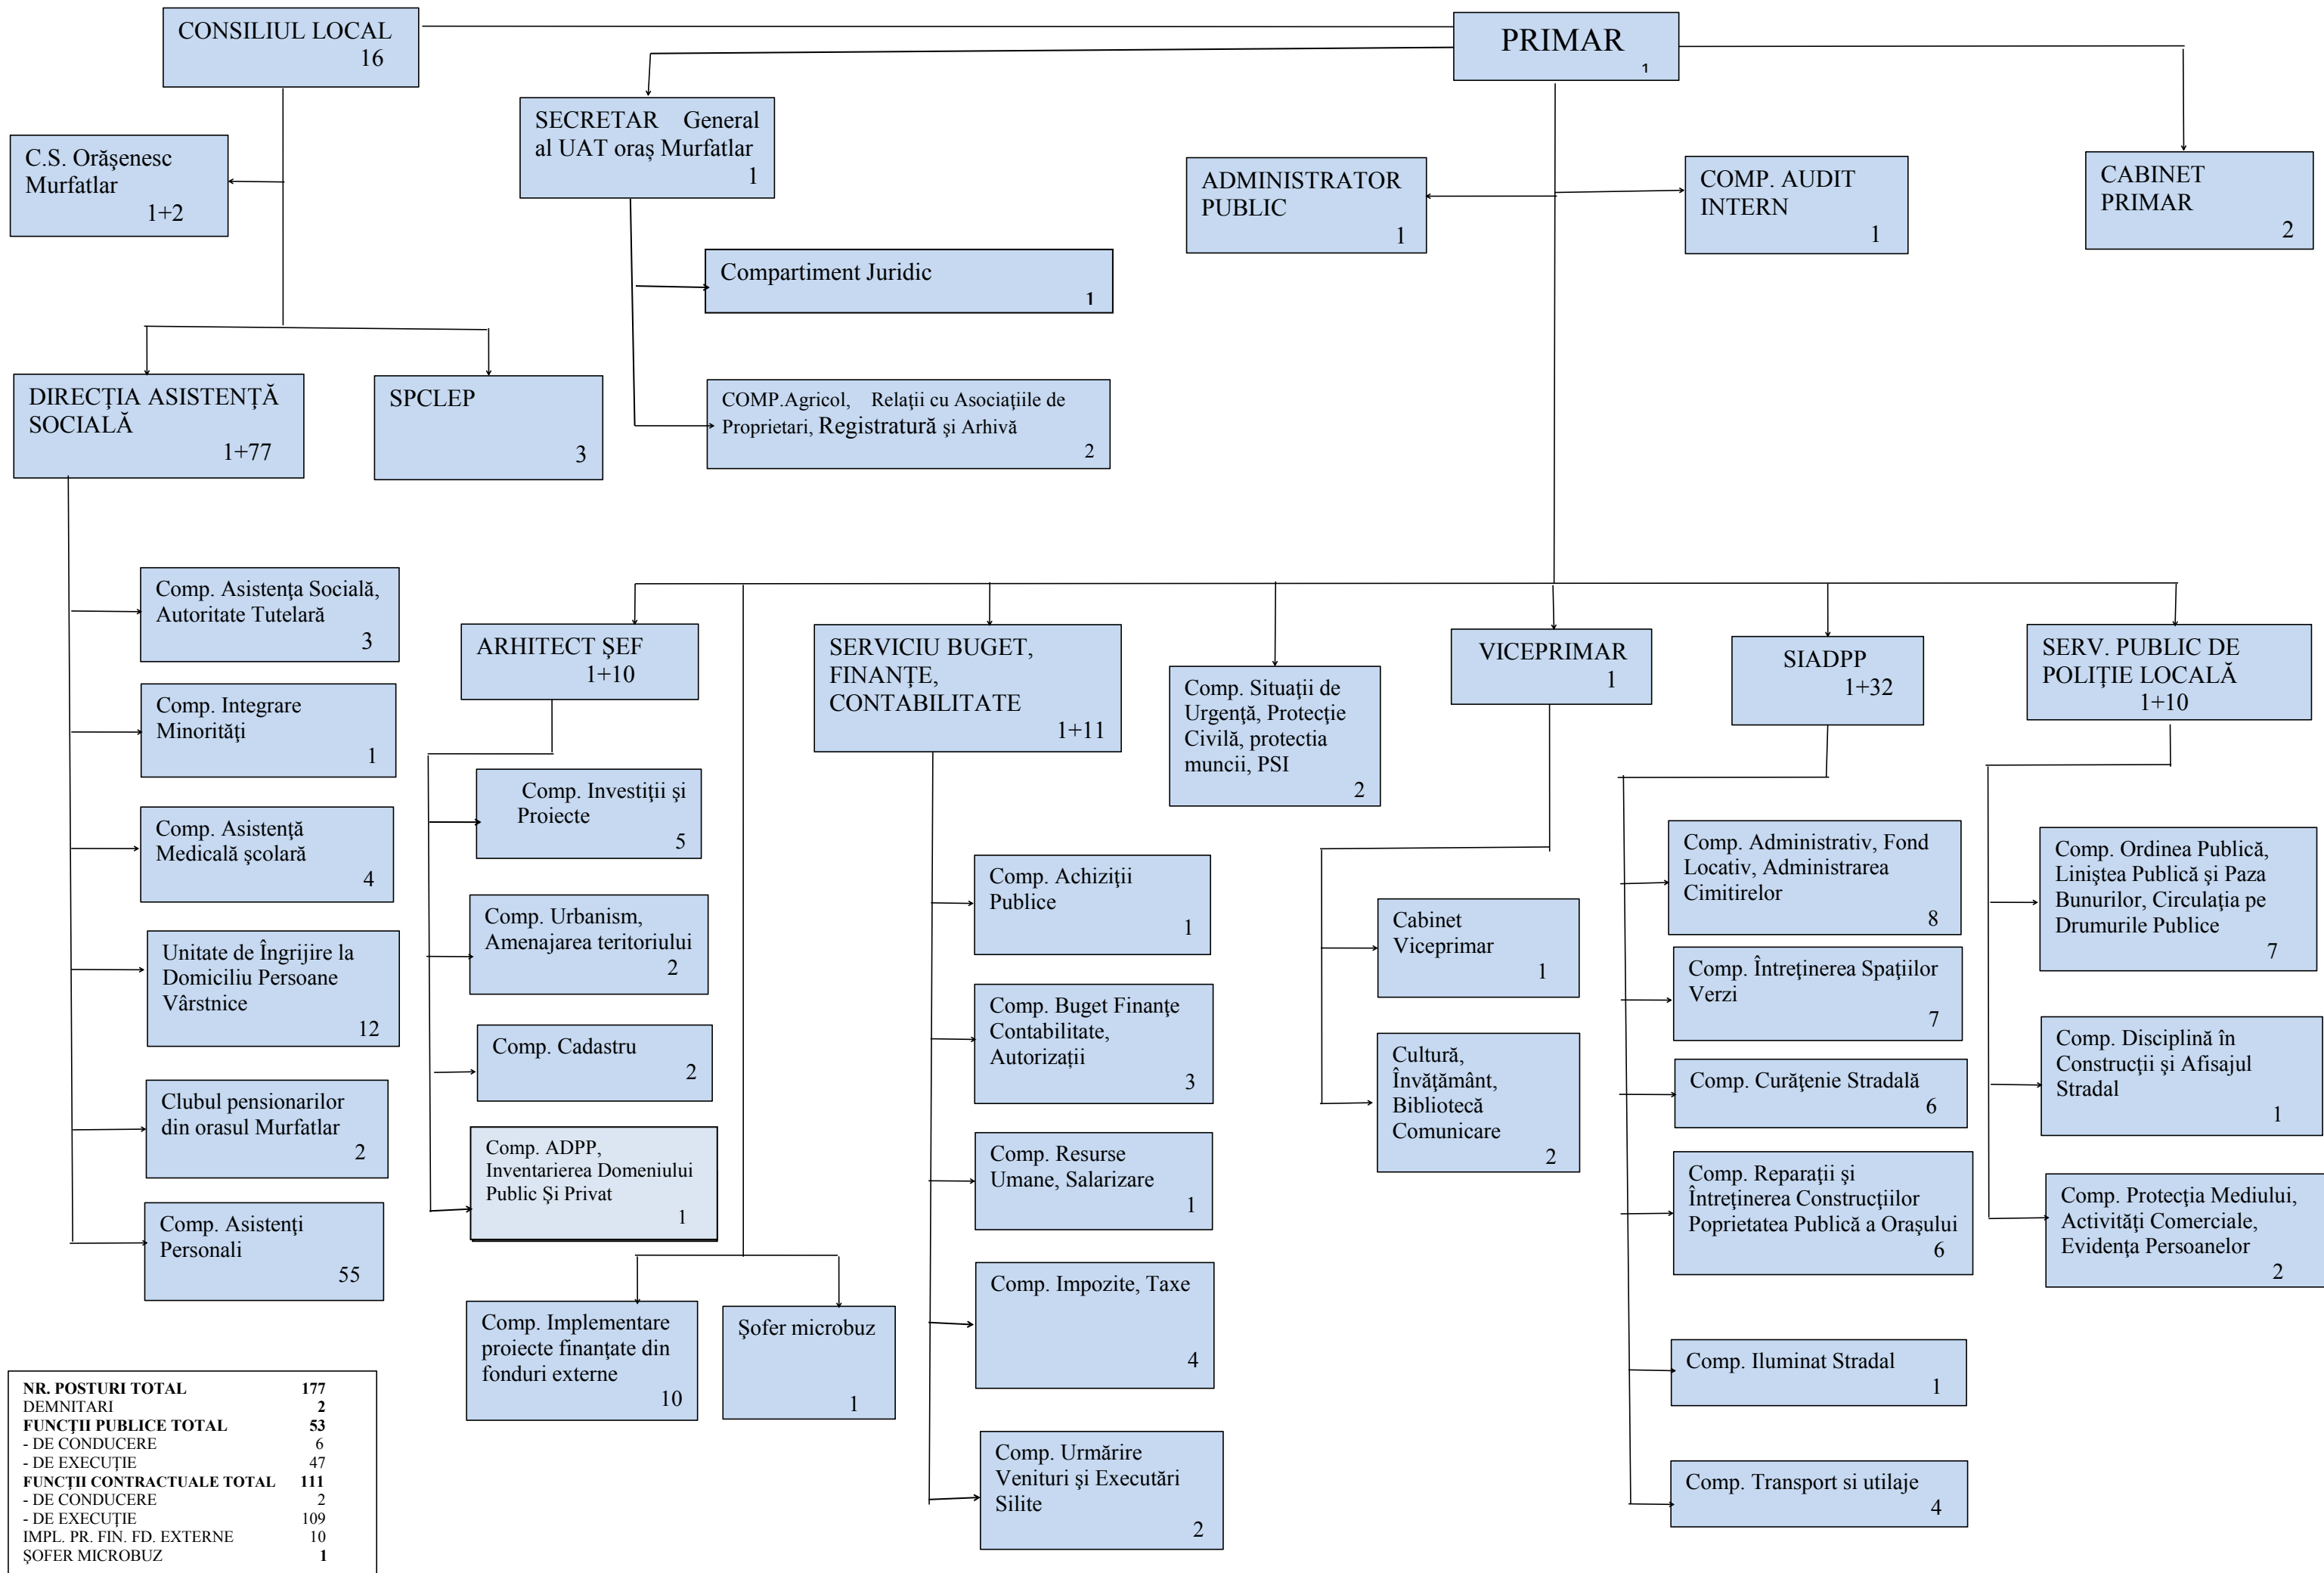 CONSILIUL LOCAL
16
PRIMAR
1
SECRETAR General
al UAT oraș Murfatlar
1
C.S. Orăşenesc
Murfatlar
1+2
ADMINISTRATOR
PUBLIC
1
COMP. AUDIT
INTERN
1
CABINET
PRIMAR
2
Compartiment Juridic
1
COMP.Agricol, Relaţii cu Asociaţiile de
Proprietari, Registratură şi Arhivă
2
DIRECŢIA ASISTENŢĂ
SOCIALĂ
1+77
SPCLEP
3
Comp. Asistenţa Socială,
Autoritate Tutelară
3
Comp. Integrare
Minorităţi
1
Comp. Asistenţă
Medicală şcolară
4
Unitate de Îngrijire la
Domiciliu Persoane
Vârstnice
12
Clubul pensionarilor
din orasul Murfatlar
2
Comp. Asistenţi
Personali
55
ARHITECT ŞEF
1+10
Comp. Investiţii şi
Proiecte
5
Comp. Urbanism,
Amenajarea teritoriului
2
Comp. Cadastru
2
Comp. ADPP,
Inventarierea Domeniului
Public Şi Privat
1
Comp. Implementare
proiecte finanţate din
fonduri externe
10
Şofer microbuz
1
SERVICIU BUGET,
FINANŢE,
CONTABILITATE
1+11
Comp. Achiziţii
Publice
1
Comp. Buget Finanţe
Contabilitate,
Autorizații
3
Comp. Resurse
Umane, Salarizare
1
Comp. Impozite, Taxe
4
Comp. Urmărire
Venituri şi Executări
Silite
2
Comp. Situaţii de
Urgenţă, Protecţie
Civilă, protectia
muncii, PSI
2
VICEPRIMAR
1
Cabinet
Viceprimar
1
Cultură,
Învăţământ,
Bibliotecă
Comunicare
2
SIADPP
1+32
Comp. Administrativ, Fond
Locativ, Administrarea
Cimitirelor
8
Comp. Întreţinerea Spaţiilor
Verzi
7
Comp. Curăţenie Stradală
6
Comp. Reparaţii şi
Întreţinerea Construcţiilor
Poprietatea Publică a Oraşului
6
Comp. Iluminat Stradal
1
Comp. Transport si utilaje
4
SERV. PUBLIC DE
POLIŢIE LOCALĂ
1+10
Comp. Ordinea Publică,
Liniştea Publică şi Paza
Bunurilor, Circulaţia pe
Drumurile Publice
7
Comp. Disciplină în
Construcţii şi Afisajul
Stradal
1
Comp. Protecţia Mediului,
Activităţi Comerciale,
Evidenţa Persoanelor
2
NR. POSTURI TOTAL 177
DEMNITARI 2
FUNCŢII PUBLICE TOTAL 53
- DE CONDUCERE 6
- DE EXECUŢIE 47
FUNCŢII CONTRACTUALE TOTAL 111
- DE CONDUCERE 2
- DE EXECUŢIE 109
IMPL. PR. FIN. FD. EXTERNE 10
ŞOFER MICROBUZ 1